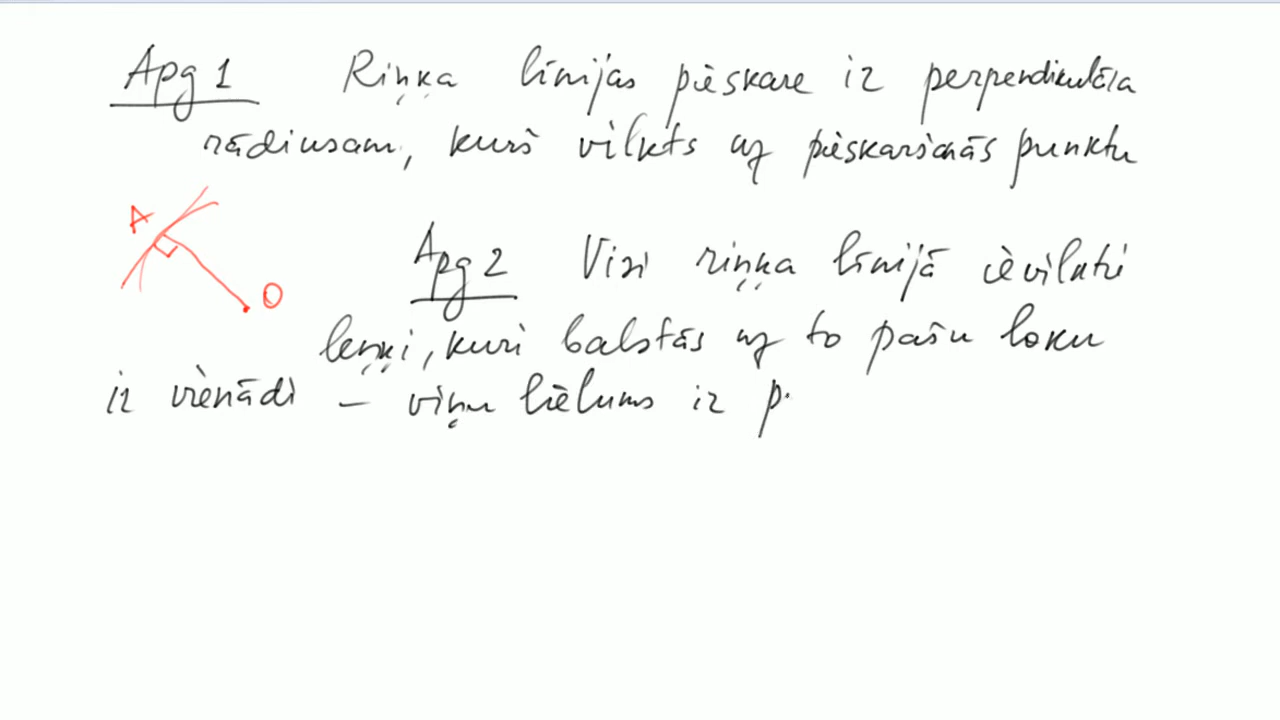 Apg 1 Riņķa līnijas pieskare ir perpendikulāra
rādiusam, kurš vilkts uz pieskaršanās punktu
A
O
Apg 2 Visi riņķa līnijā ievilkti
leņķi, kuri balstās uz to pašu loku
ir vienādi – viņu lielums ir p